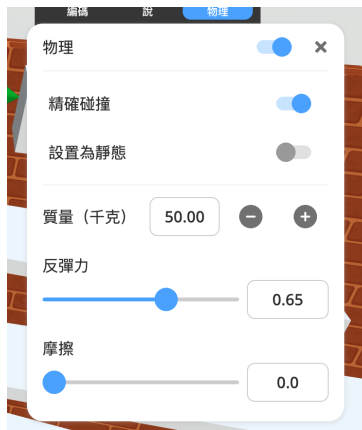 編碼 說 物理
物理
精確碰撞
設置為靜態
質量（千克） 50.00
反彈力
0.65
摩擦
0.0